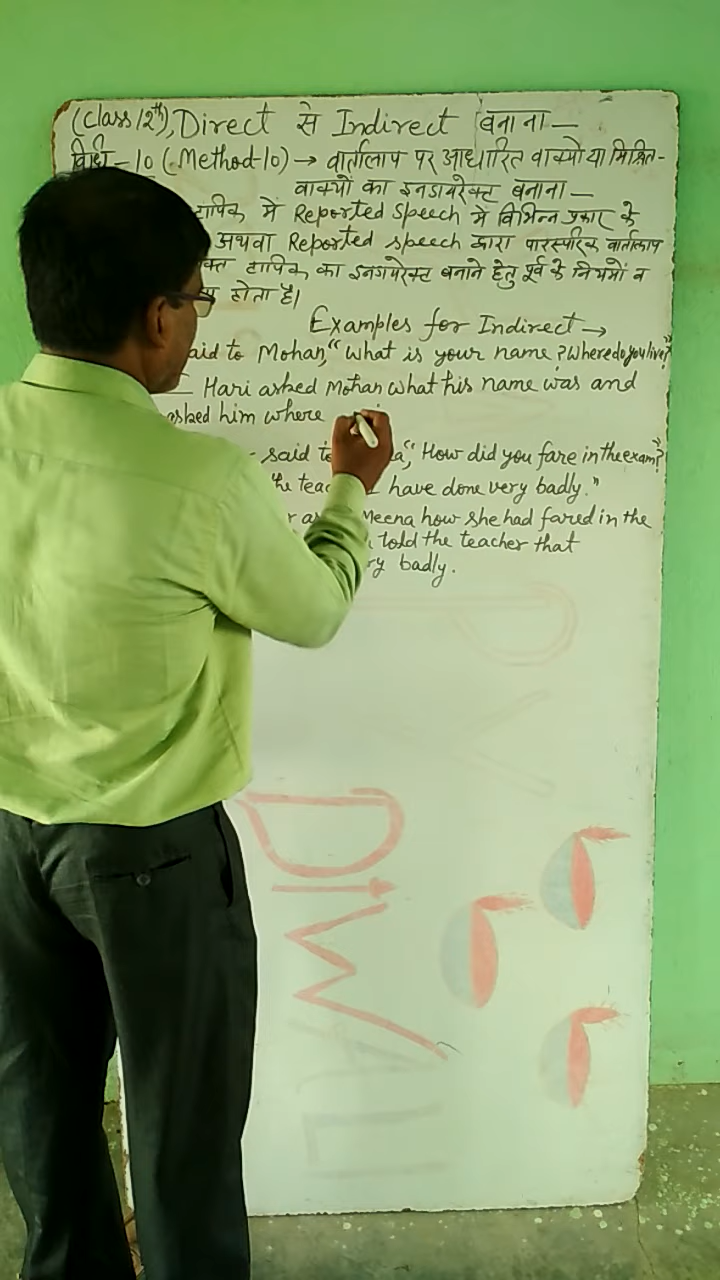 (Class 12th), Direct से Indirect बनाना—
विधि-10 (Method-10) → वार्तालाप पर आधारित वाक्यों या मिश्रित-
वाक्यों का इनडायरेक्ट बनाना—
टापिक में Reported Speech में विभिन्न प्रकार के
अथवा Reported speech द्वारा पारस्परिक वार्तालाप
टापिक का इनडायरेक्ट बनाने हेतु पूर्व के नियमों व
होता है।
Examples for Indirect →
said to Mohan, "What is your name? Where do you live?"
Hari asked Mohan what his name was and
asked him where
said to "How did you fare in the exam?"
I have done very badly."
Meena how she had fared in the
told the teacher that
badly.
DIWALI